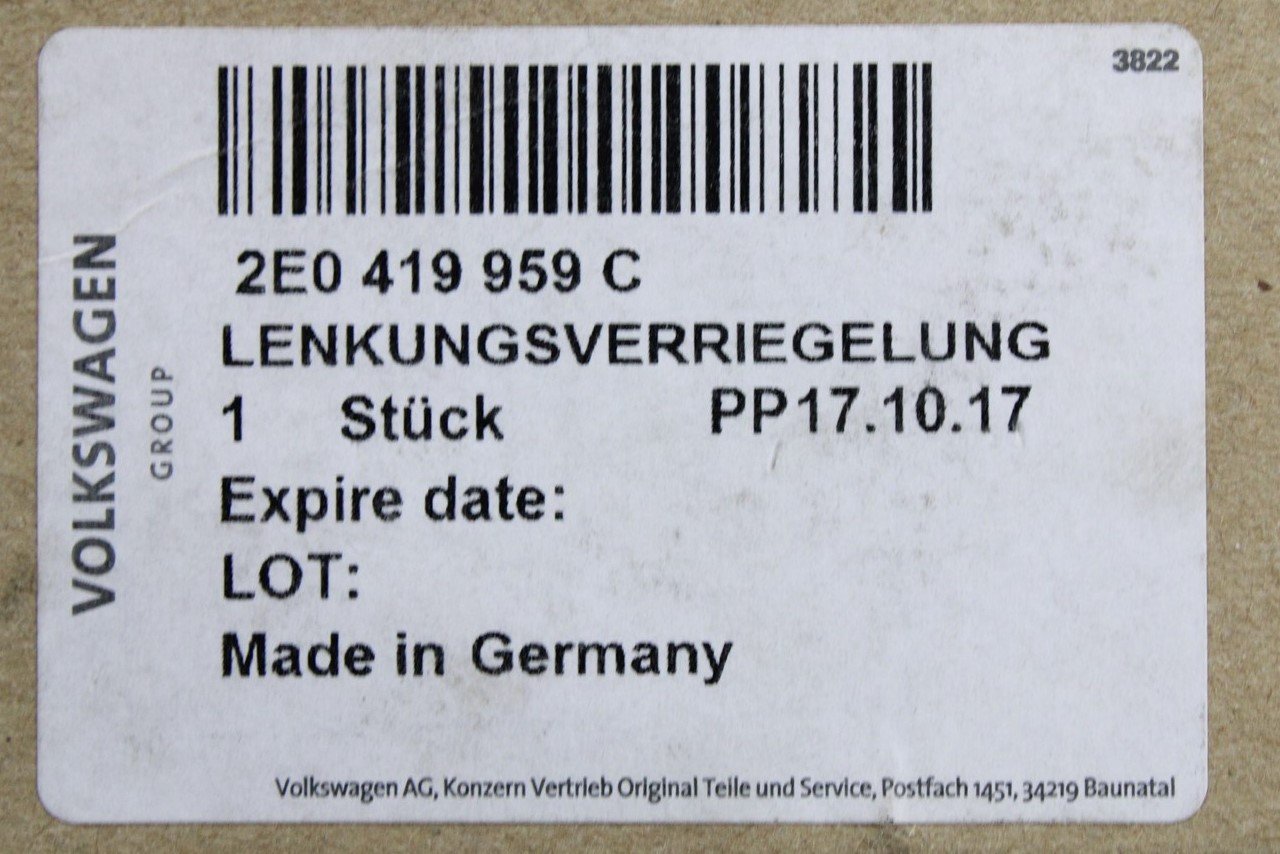 3822
2E0 419 959 C
LENKUNGSVERRIEGELUNG
1 Stück PP17.10.17
Expire date:
LOT:
Made in Germany
VOLKSWAGEN
GROUP
Volkswagen AG, Konzern Vertrieb Original Teile und Service, Postfach 1451, 34219 Baunatal